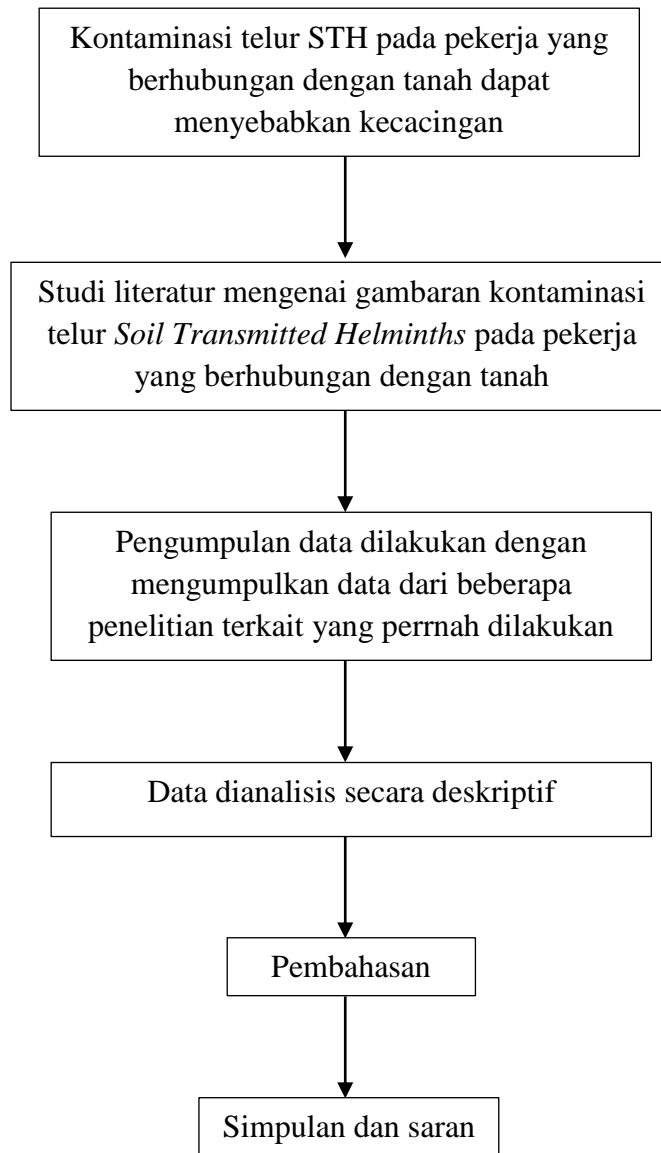 Kontaminasi telur STH pada pekerja yang
berhubungan dengan tanah dapat
menyebabkan kecacingan
Studi literatur mengenai gambaran kontaminasi
telur Soil Transmitted Helminths pada pekerja
yang berhubungan dengan tanah
Pengumpulan data dilakukan dengan
mengumpulkan data dari beberapa
penelitian terkait yang perrnah dilakukan
Data dianalisis secara deskriptif
Pembahasan
Simpulan dan saran